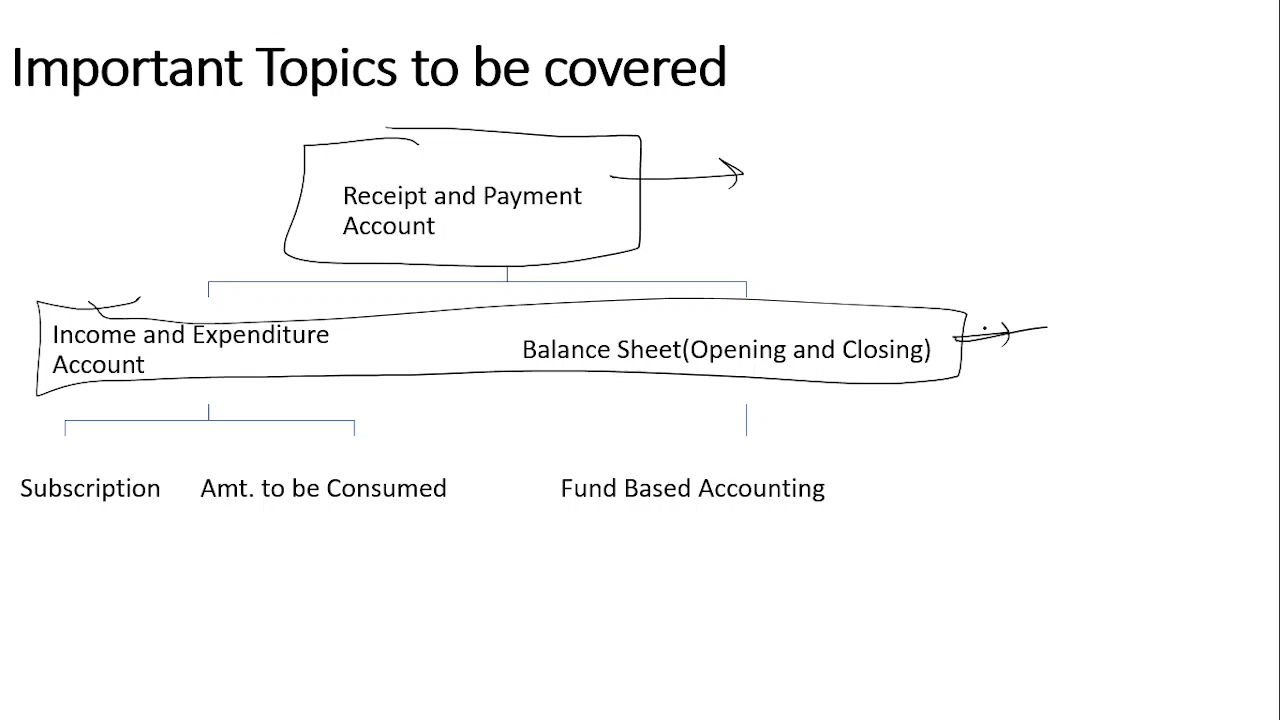 Important Topics to be covered
Receipt and Payment
Account
Income and Expenditure
Account
Balance Sheet(Opening and Closing)
Subscription
Amt. to be Consumed
Fund Based Accounting